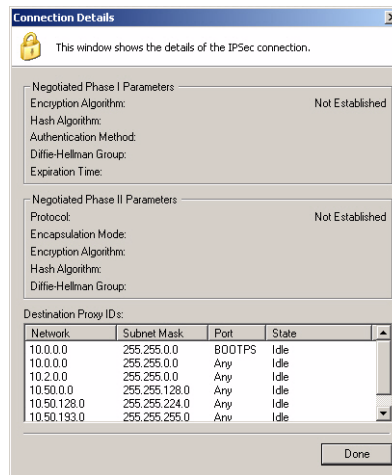 Connection Details
This window shows the details of the IPSec connection.
Negotiated Phase I Parameters
Encryption Algorithm: Not Established
Hash Algorithm:
Authentication Method:
Diffie-Hellman Group:
Expiration Time:
Negotiated Phase II Parameters
Protocol: Not Established
Encapsulation Mode:
Encryption Algorithm:
Hash Algorithm:
Diffie-Hellman Group:
Destination Proxy IDs:
Network Subnet Mask Port State
10.0.0.0 255.255.0.0 BOOTPS Idle
10.0.0.0 255.255.0.0 Any Idle
10.2.0.0 255.255.0.0 Any Idle
10.50.0.0 255.255.128.0 Any Idle
10.50.128.0 255.255.224.0 Any Idle
10.50.193.0 255.255.255.0 Any Idle
Done